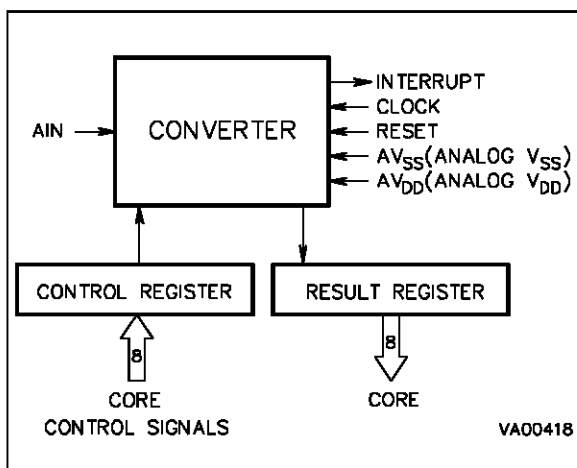 INTERRUPT
CLOCK
AIN
CONVERTER
RESET
AVSS(ANALOG VSS)
AVDD(ANALOG VDD)
CONTROL REGISTER
RESULT REGISTER
8
8
CORE
CONTROL SIGNALS
CORE
VA00418